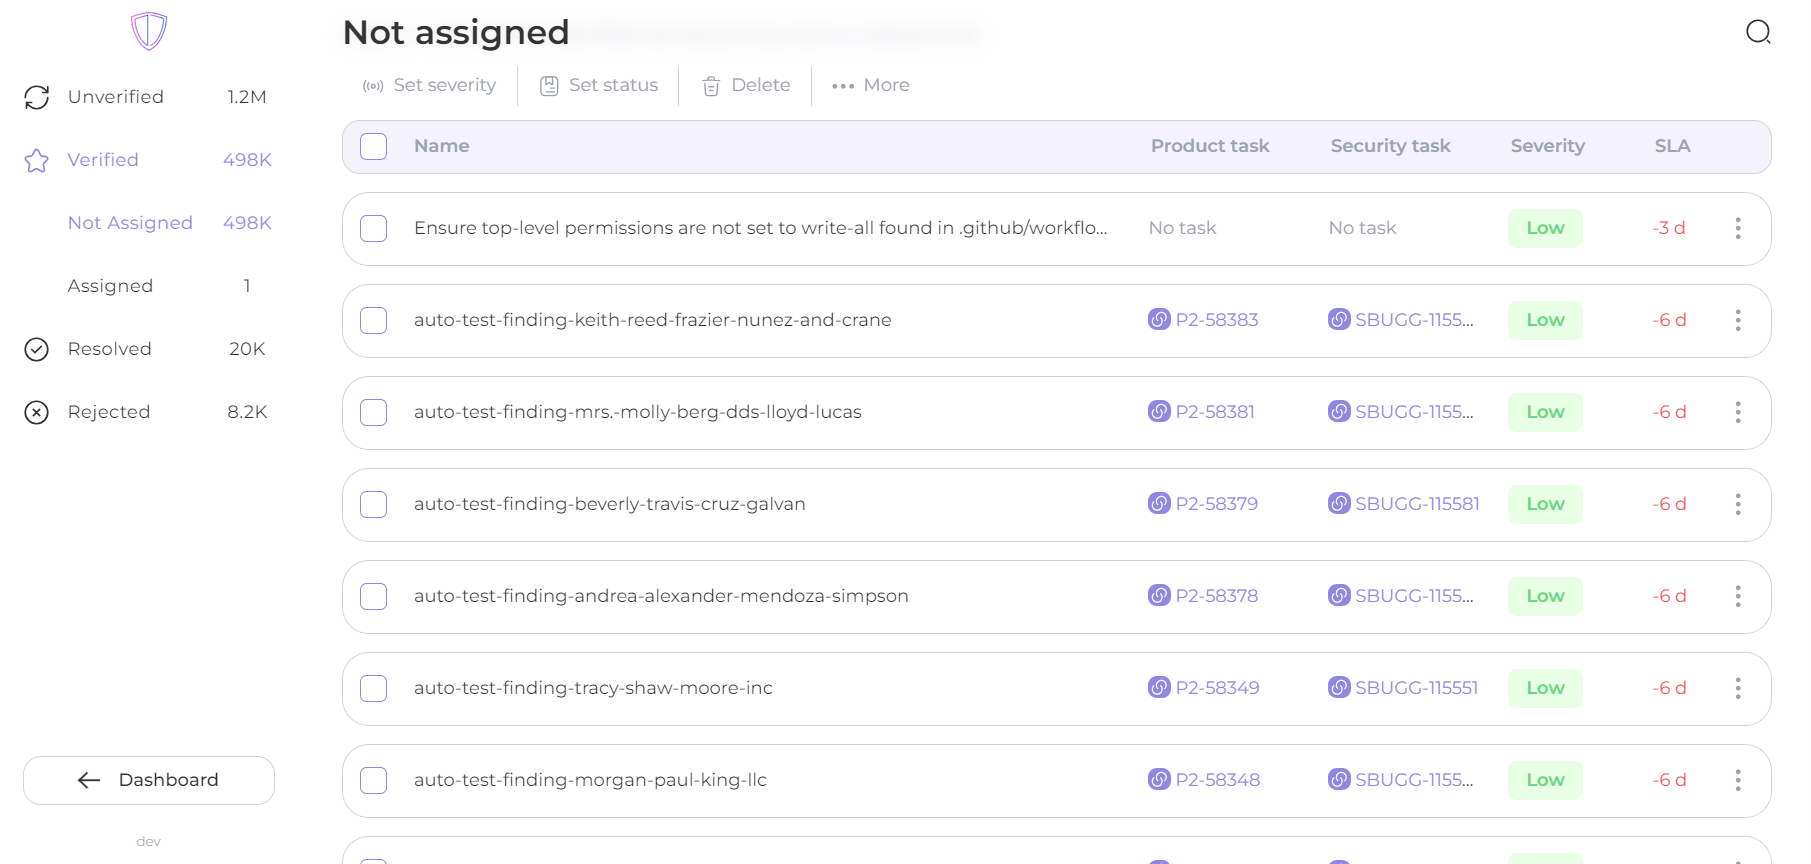 Not assigned
Set severity Set status Delete More
Unverified 1.2M
Verified 498K
Not Assigned 498K
Assigned 1
Resolved 20K
Rejected 8.2K
Dashboard
dev
Name Product task Security task Severity SLA
Ensure top-level permissions are not set to write-all found in .github/workflo... No task No task Low -3 d
auto-test-finding-keith-reed-frazier-nunez-and-crane P2-58383 SBUGG-1155... Low -6 d
auto-test-finding-mrs.-molly-berg-dds-lloyd-lucas P2-58381 SBUGG-1155... Low -6 d
auto-test-finding-beverly-travis-cruz-galvan P2-58379 SBUGG-115581 Low -6 d
auto-test-finding-andrea-alexander-mendoza-simpson P2-58378 SBUGG-1155... Low -6 d
auto-test-finding-tracy-shaw-moore-inc P2-58349 SBUGG-115551 Low -6 d
auto-test-finding-morgan-paul-king-llc P2-58348 SBUGG-1155... Low -6 d